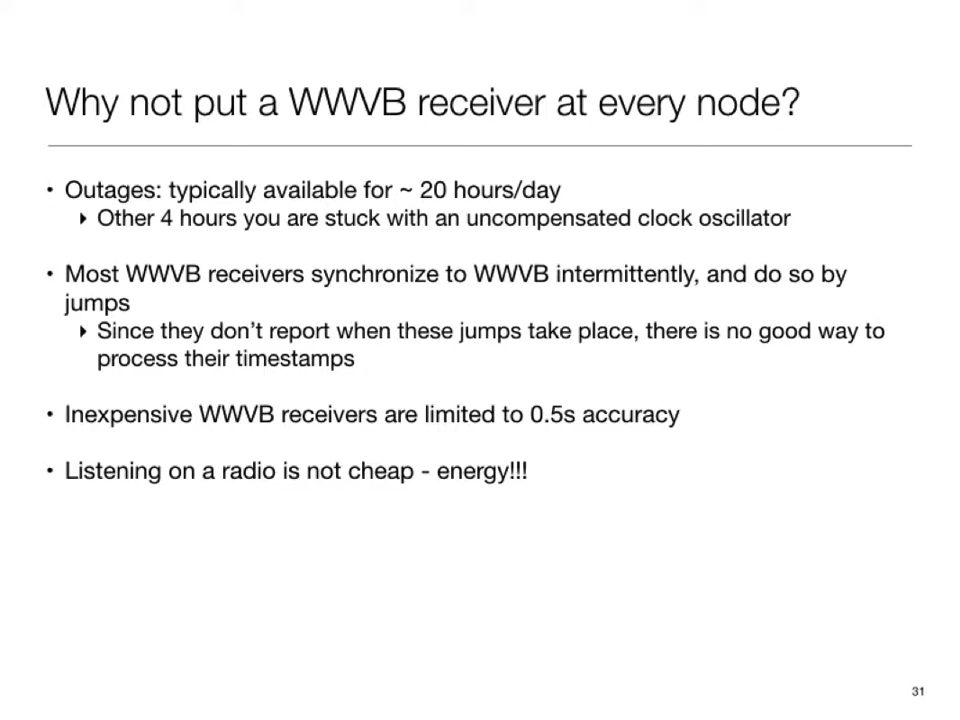 Why not put a WWVB receiver at every node?
• Outages: typically available for ~ 20 hours/day
‣ Other 4 hours you are stuck with an uncompensated clock oscillator
• Most WWVB receivers synchronize to WWVB intermittently, and do so by
jumps
‣ Since they don’t report when these jumps take place, there is no good way to
process their timestamps
• Inexpensive WWVB receivers are limited to 0.5s accuracy
• Listening on a radio is not cheap - energy!!!
31